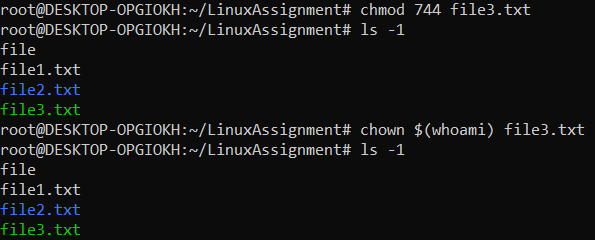 root@DESKTOP-OPGIOKH:~/LinuxAssignment# chmod 744 file3.txt
root@DESKTOP-OPGIOKH:~/LinuxAssignment# ls -1
file
file1.txt
file2.txt
file3.txt
root@DESKTOP-OPGIOKH:~/LinuxAssignment# chown $(whoami) file3.txt
root@DESKTOP-OPGIOKH:~/LinuxAssignment# ls -1
file
file1.txt
file2.txt
file3.txt